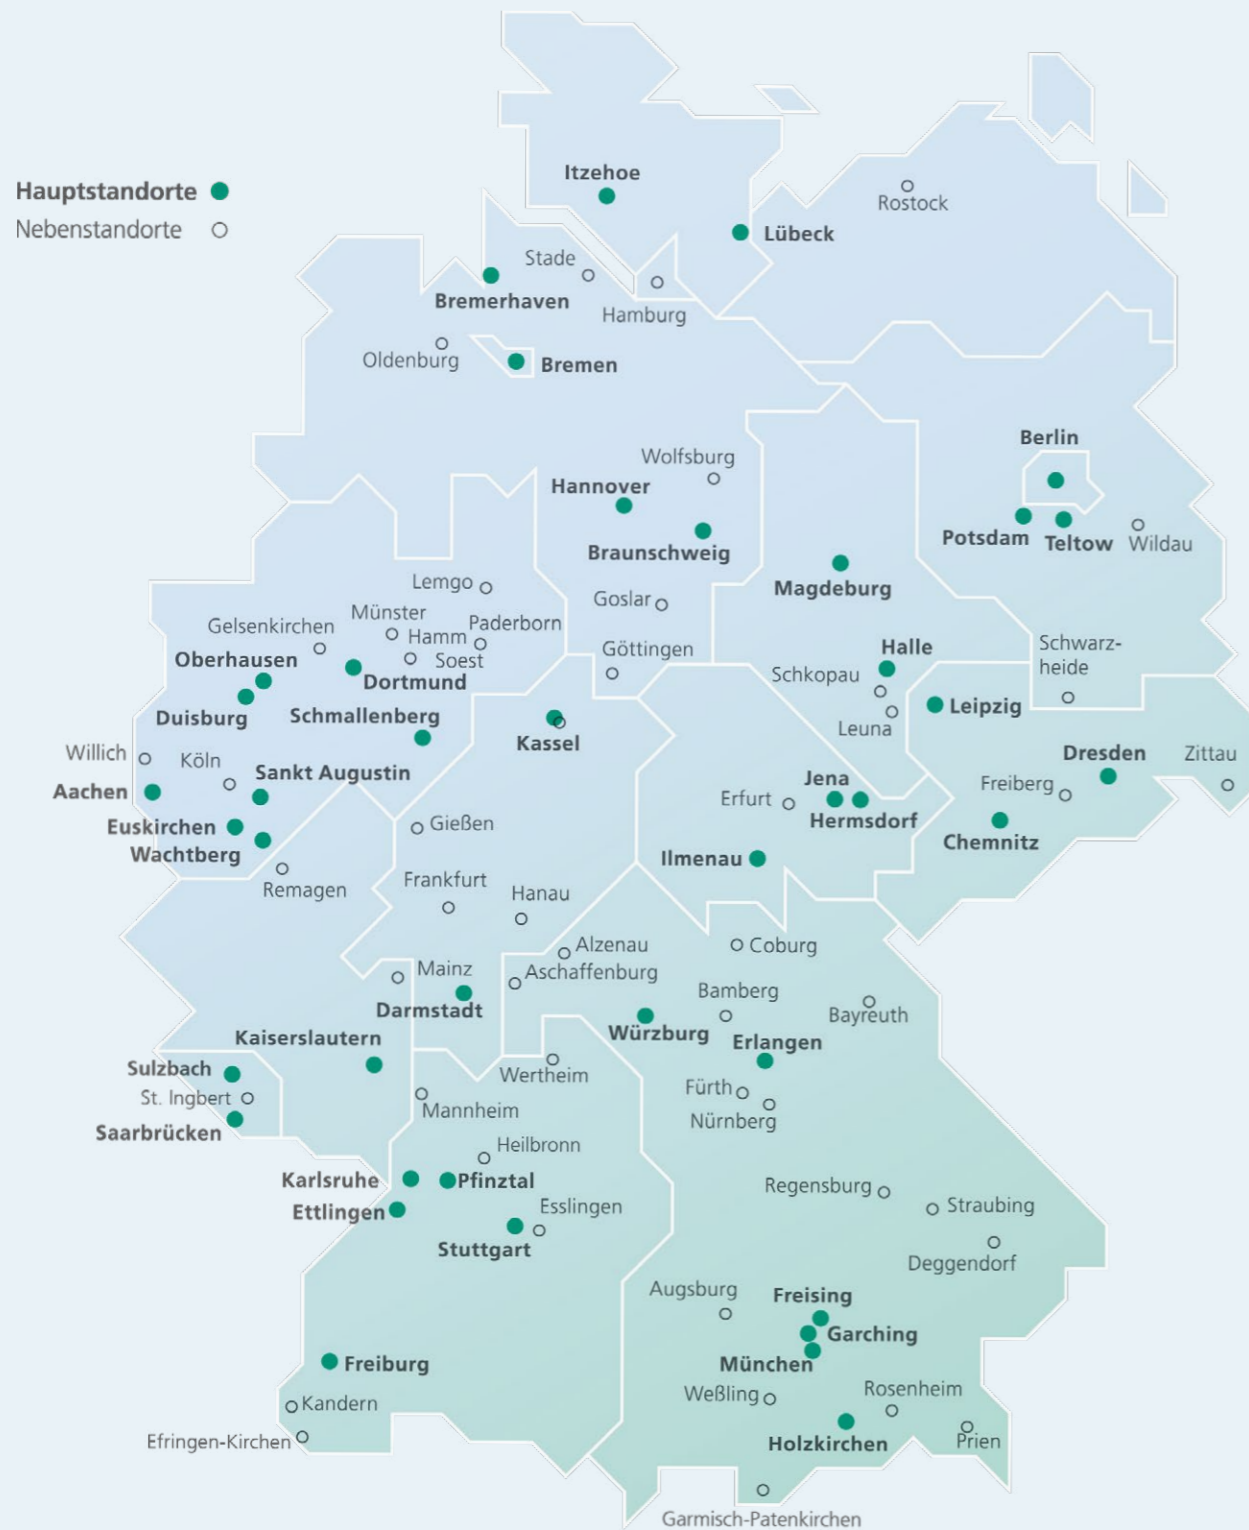 Itzehoe
Hauptstandorte
Rostock
Nebenstandorte
Lübeck
Stade
Bremerhaven
Hamburg
Oldenburg
Bremen
Berlin
Wolfsburg
Hannover
Potsdam
Teltow
Wildau
Braunschweig
Lemgo
Magdeburg
Goslar
Münster
Paderborn
Gelsenkirchen
Hamm
Göttingen
Schwarz-
heide
Halle
Oberhausen
Soest
Schkopau
Dortmund
Leipzig
Duisburg
Schmallenberg
Leuna
Kassel
Willich
Köln
Dresden
Zittau
Sankt Augustin
Jena
Freiberg
Aachen
Erfurt
Hermsdorf
Gießen
Euskirchen
Chemnitz
Wachtberg
Ilmenau
Remagen
Frankfurt
Hanau
Alzenau
Coburg
Mainz
Aschaffenburg
Bamberg
Darmstadt
Bayreuth
Kaiserslautern
Würzburg
Erlangen
Sulzbach
Wertheim
St. Ingbert
Fürth
Mannheim
Nürnberg
Saarbrücken
Heilbronn
Karlsruhe
Pfinztal
Regensburg
Ettlingen
Esslingen
Straubing
Stuttgart
Deggendorf
Augsburg
Freising
Garching
Freiburg
München
Weßling
Rosenheim
Kandern
Efringen-Kirchen
Holzkirchen
Prien
Garmisch-Patenkirchen